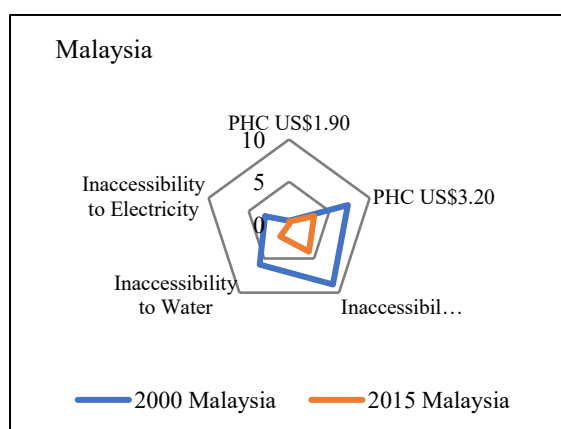 Malaysia
PHC US$1.90
10
5
0
PHC US$3.20
Inaccessibility
to Electricity
Inaccessibility
to Water
Inaccessibil…
2000 Malaysia
2015 Malaysia